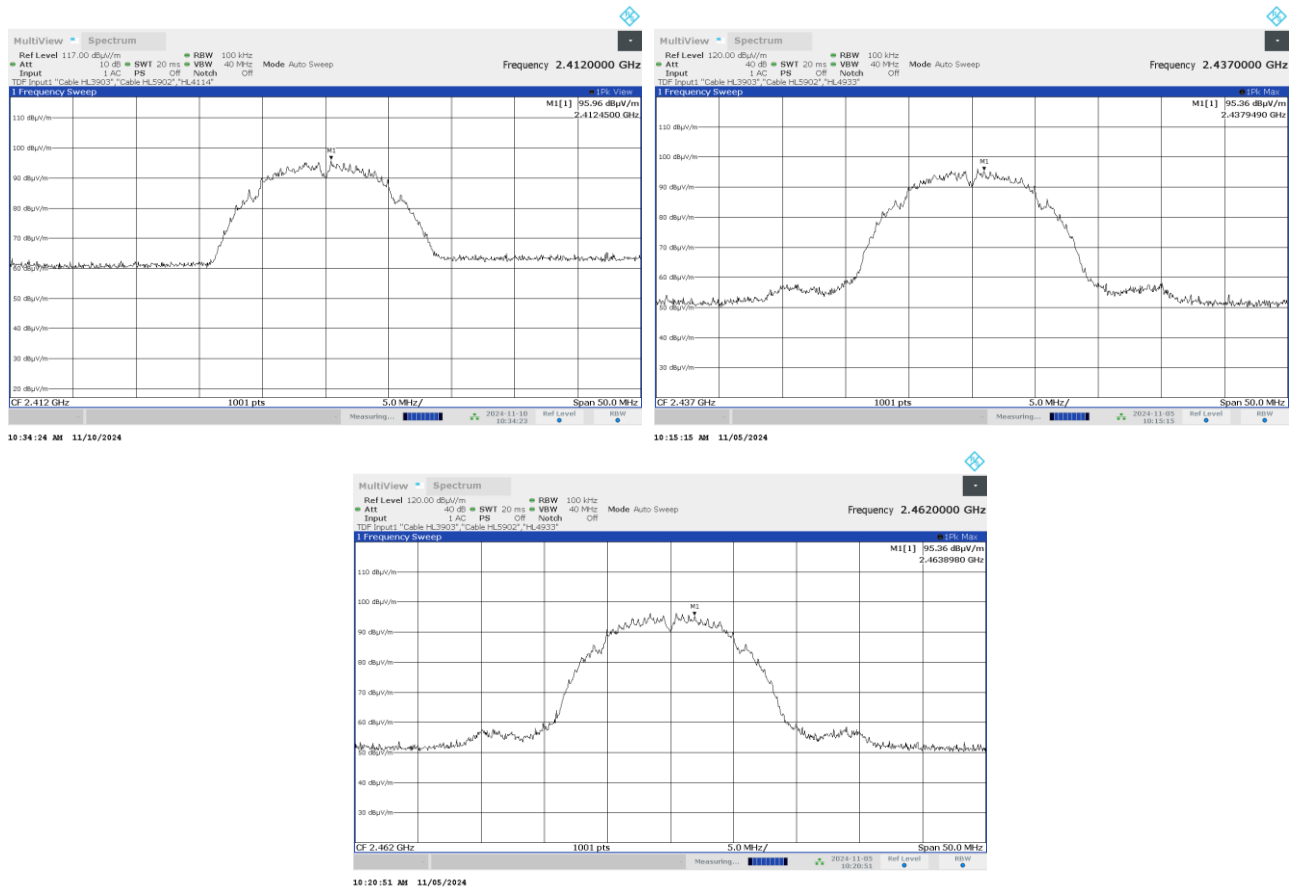 MultiView Spectrum
Ref Level 117.00 dBµV/m RBW 100 kHz
Att 10 dB SWT 20 ms VBW 40 MHz Mode Auto Sweep Frequency 2.4120000 GHz
Input 1 AC PS Off Notch Off
TDF Input1 "Cable HL3903","Cable HL5902","HL4114"
1 Frequency Sweep 1Pk View
M1[1] 95.96 dBµV/m
2.4124500 GHz
110 dBµV/m
100 dBµV/m
M1
90 dBµV/m
80 dBµV/m
70 dBµV/m
60 dBµV/m
50 dBµV/m
40 dBµV/m
30 dBµV/m
20 dBµV/m
CF 2.412 GHz 1001 pts 5.0 MHz/ Span 50.0 MHz
Measuring... 2024-11-10 Ref Level RBW
10:34:23
10:34:24 AM 11/10/2024
MultiView Spectrum
Ref Level 120.00 dBµV/m RBW 100 kHz
Att 40 dB SWT 20 ms VBW 40 MHz Mode Auto Sweep Frequency 2.4370000 GHz
Input 1 AC PS Off Notch Off
TDF Input1 "Cable HL3903","Cable HL5902","HL4933"
1 Frequency Sweep 1Pk Max
M1[1] 95.36 dBµV/m
2.4379490 GHz
110 dBµV/m
100 dBµV/m
M1
90 dBµV/m
80 dBµV/m
70 dBµV/m
60 dBµV/m
50 dBµV/m
40 dBµV/m
30 dBµV/m
CF 2.437 GHz 1001 pts 5.0 MHz/ Span 50.0 MHz
Measuring... 2024-11-05 Ref Level RBW
10:15:15
10:15:15 AM 11/05/2024
MultiView Spectrum
Ref Level 120.00 dBµV/m RBW 100 kHz
Att 40 dB SWT 20 ms VBW 40 MHz Mode Auto Sweep Frequency 2.4620000 GHz
Input 1 AC PS Off Notch Off
TDF Input1 "Cable HL3903","Cable HL5902","HL4933"
1 Frequency Sweep 1Pk Max
M1[1] 95.36 dBµV/m
2.4638980 GHz
110 dBµV/m
100 dBµV/m
M1
90 dBµV/m
80 dBµV/m
70 dBµV/m
60 dBµV/m
50 dBµV/m
40 dBµV/m
30 dBµV/m
CF 2.462 GHz 1001 pts 5.0 MHz/ Span 50.0 MHz
Measuring... 2024-11-05 Ref Level RBW
10:20:51
10:20:51 AM 11/05/2024